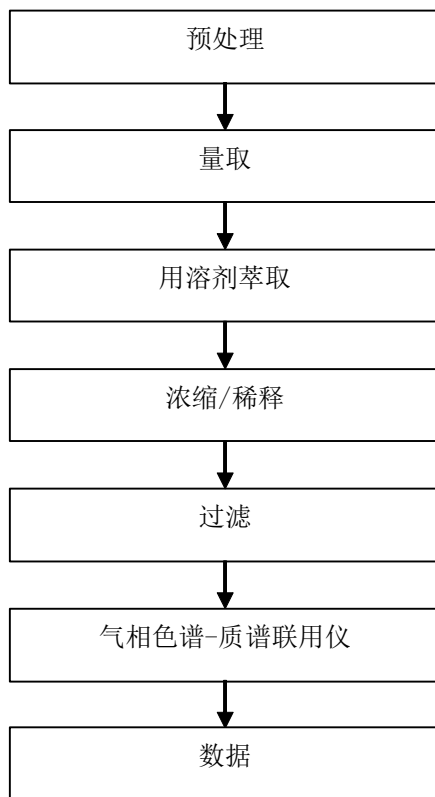 预处理
量取
用溶剂萃取
浓缩/稀释
过滤
气相色谱-质谱联用仪
数据